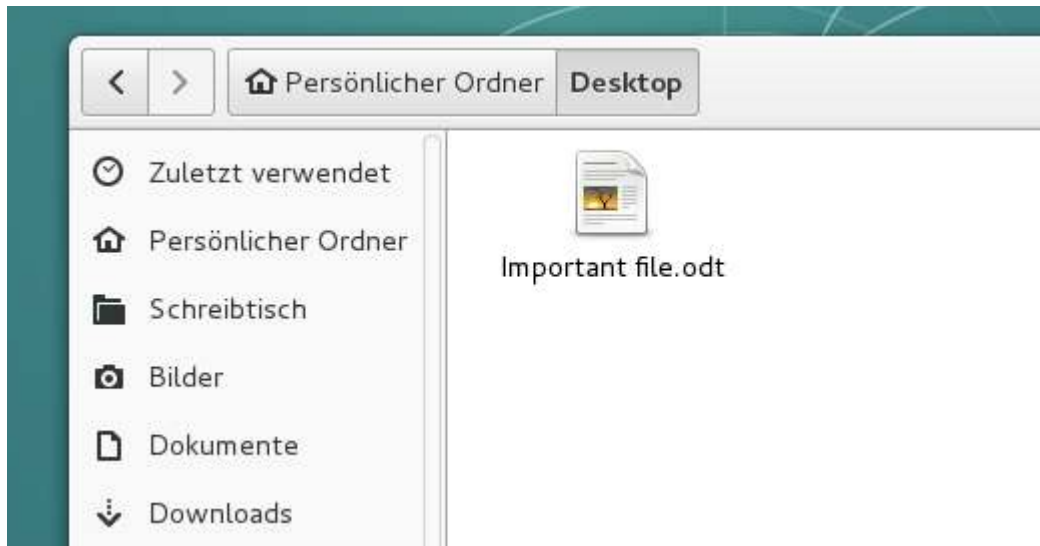 Persönlicher Ordner Desktop
Zuletzt verwendet
Persönlicher Ordner
Schreibtisch
Bilder
Dokumente
Downloads
Important file.odt